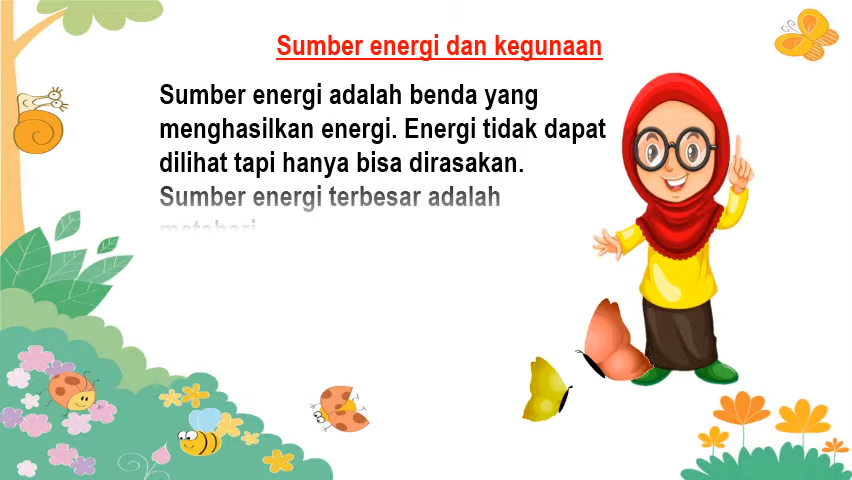 Sumber energi dan kegunaan
Sumber energi adalah benda yang
menghasilkan energi. Energi tidak dapat
dilihat tapi hanya bisa dirasakan.
Sumber energi terbesar adalah
matahari